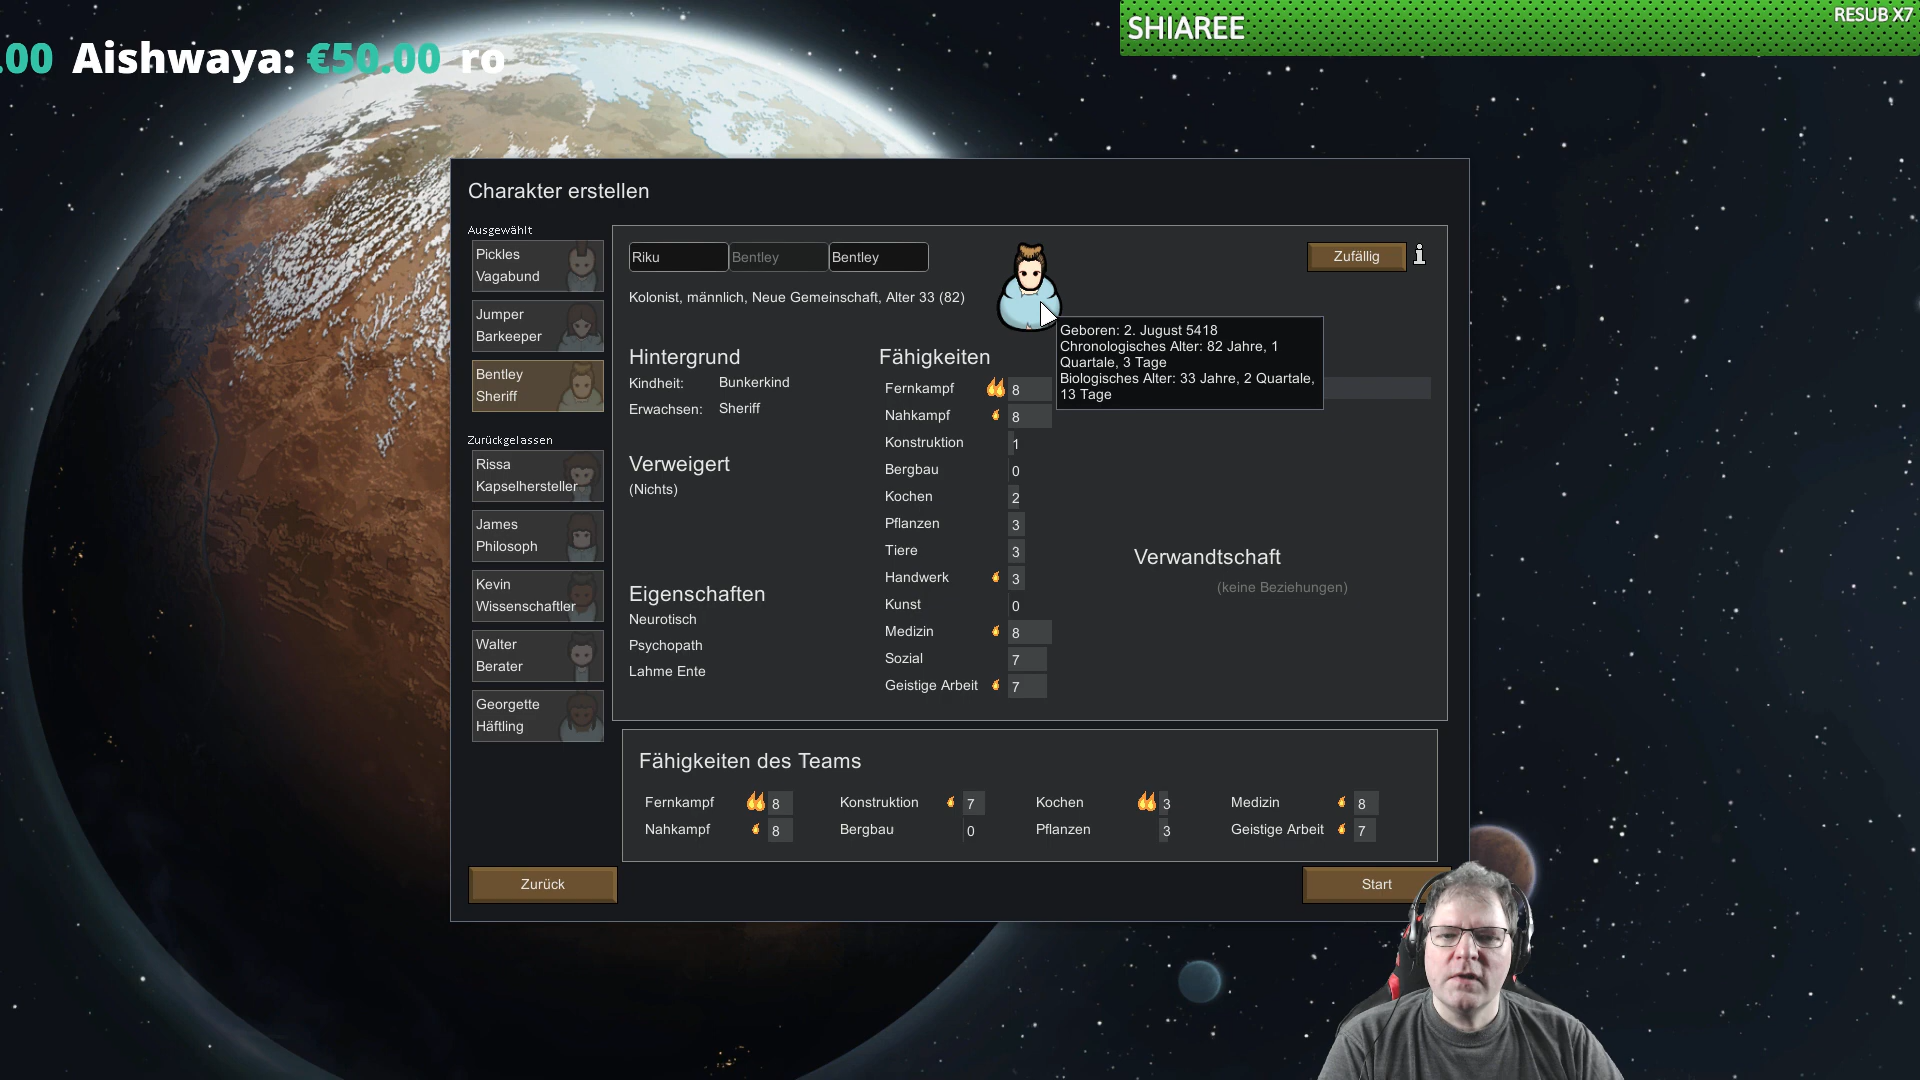 .00 Aishwaya: €50.00 ro
SHIAREE
RESUB X7
Charakter erstellen
Ausgewählt
Pickles
Vagabund
Jumper
Barkeeper
Bentley
Sheriff
Zurückgelassen
Rissa
Kapselhersteller
James
Philosoph
Kevin
Wissenschaftler
Walter
Berater
Georgette
Häftling
Riku
Bentley
Bentley
Zufällig
Kolonist, männlich, Neue Gemeinschaft, Alter 33 (82)
Geboren: 2. Jugust 5418
Chronologisches Alter: 82 Jahre, 1
Quartale, 3 Tage
Biologisches Alter: 33 Jahre, 2 Quartale,
13 Tage
Hintergrund
Kindheit: Bunkerkind
Erwachsen: Sheriff
Verweigert
(Nichts)
Eigenschaften
Neurotisch
Psychopath
Lahme Ente
Fähigkeiten
Fernkampf 8
Nahkampf 8
Konstruktion 1
Bergbau 0
Kochen 2
Pflanzen 3
Tiere 3
Handwerk 3
Kunst 0
Medizin 8
Sozial 7
Geistige Arbeit 7
Verwandtschaft
(keine Beziehungen)
Fähigkeiten des Teams
Fernkampf 8 Konstruktion 7 Kochen 3 Medizin 8
Nahkampf 8 Bergbau 0 Pflanzen 3 Geistige Arbeit 7
Zurück
Start